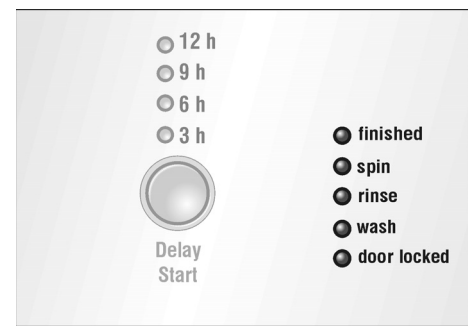 12 h
9 h
6 h
3 h
Delay
Start
finished
spin
rinse
wash
door locked